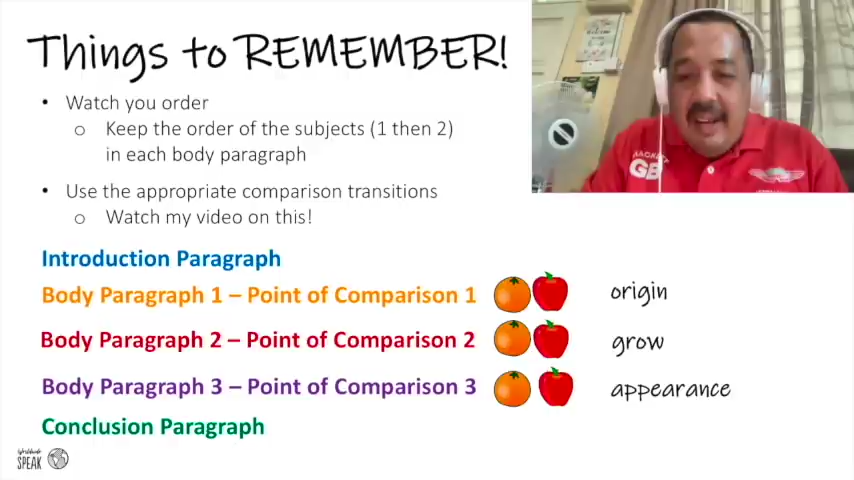 Things to REMEMBER!
• Watch you order
o Keep the order of the subjects (1 then 2)
in each body paragraph
• Use the appropriate comparison transitions
o Watch my video on this!
Introduction Paragraph
Body Paragraph 1 – Point of Comparison 1
origin
Body Paragraph 2 – Point of Comparison 2
grow
Body Paragraph 3 – Point of Comparison 3
appearance
Conclusion Paragraph
Worldwide
SPEAK
HACKETT
GB